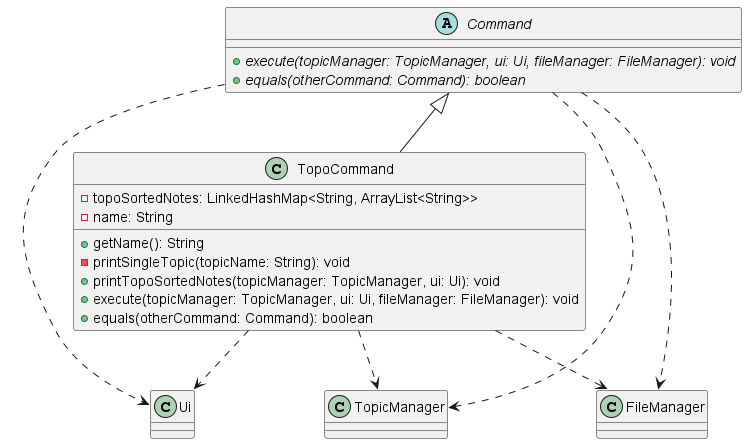 A Command
execute(topicManager: TopicManager, ui: Ui, fileManager: FileManager): void
equals(otherCommand: Command): boolean
C TopoCommand
topoSortedNotes: LinkedHashMap<String, ArrayList<String>>
name: String
getName(): String
printSingleTopic(topicName: String): void
printTopoSortedNotes(topicManager: TopicManager, ui: Ui): void
execute(topicManager: TopicManager, ui: Ui, fileManager: FileManager): void
equals(otherCommand: Command): boolean
C Ui
C TopicManager
C FileManager